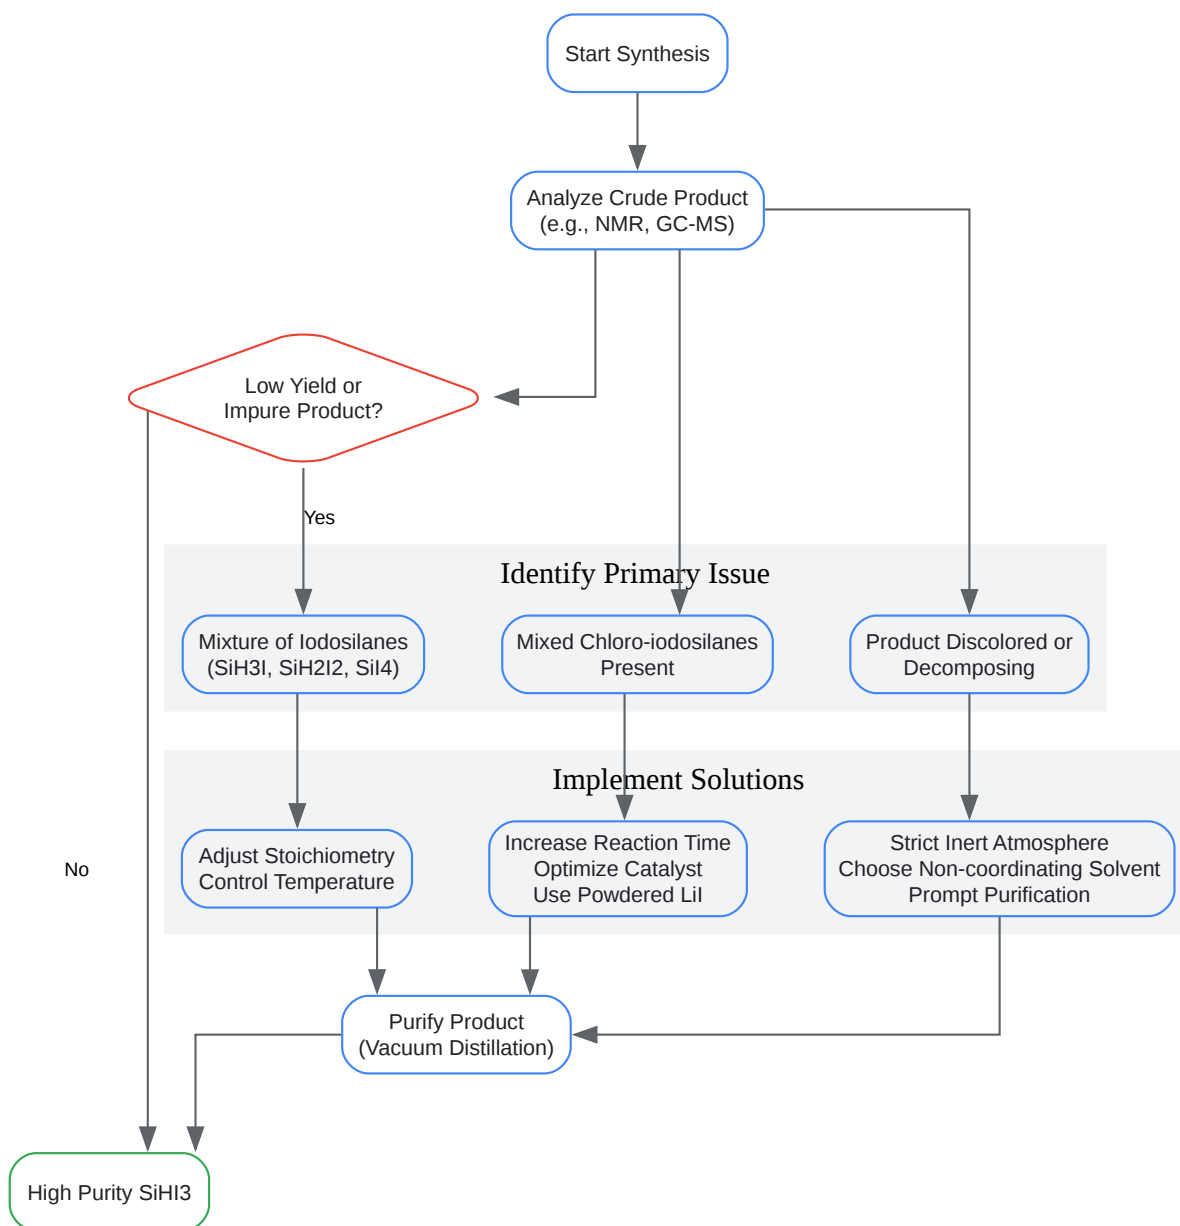 Start Synthesis
Analyze Crude Product
(e.g., NMR, GC-MS)
Low Yield or
Impure Product?
Yes
Identify Primary Issue
Mixture of Iodosilanes
(SiH3I, SiH2I2, SiI4)
Mixed Chloro-iodosilanes
Present
Product Discolored or
Decomposing
Implement Solutions
Adjust Stoichiometry
Control Temperature
Increase Reaction Time
Optimize Catalyst
Use Powdered LiI
Strict Inert Atmosphere
Choose Non-coordinating Solvent
Prompt Purification
No
Purify Product
(Vacuum Distillation)
High Purity SiHI3